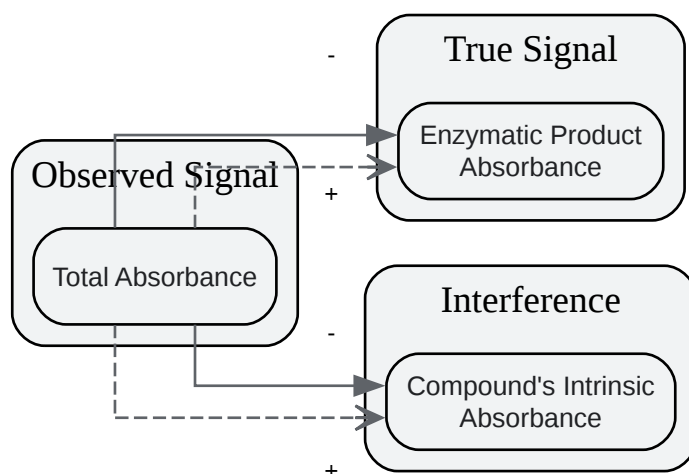 -
True Signal
Enzymatic Product
Absorbance
+
Observed Signal
Total Absorbance
Interference
-
Compound's Intrinsic
Absorbance
+